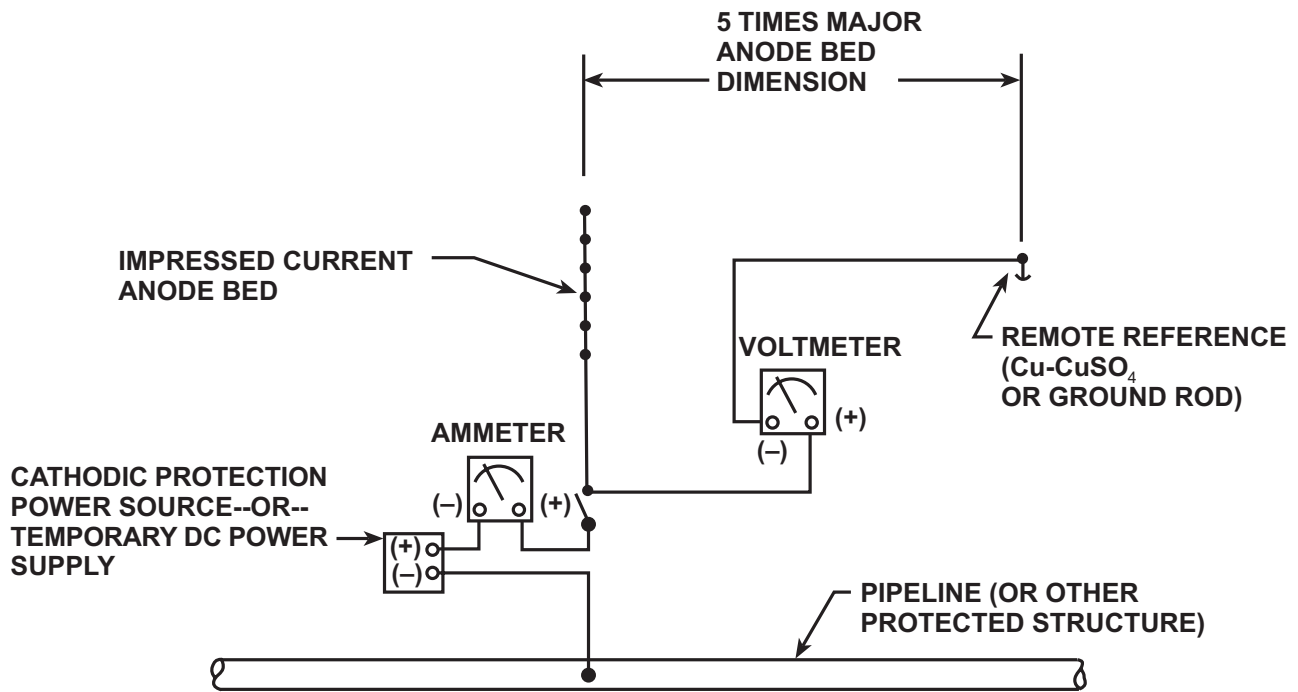 5 TIMES MAJOR
ANODE BED
DIMENSION
IMPRESSED CURRENT
ANODE BED
VOLTMETER
(+)
(–)
REMOTE REFERENCE
(Cu-CuSO₄
OR GROUND ROD)
AMMETER
(–)
(+)
CATHODIC PROTECTION
POWER SOURCE--OR--
TEMPORARY DC POWER
SUPPLY
(+)
(–)
PIPELINE (OR OTHER
PROTECTED STRUCTURE)